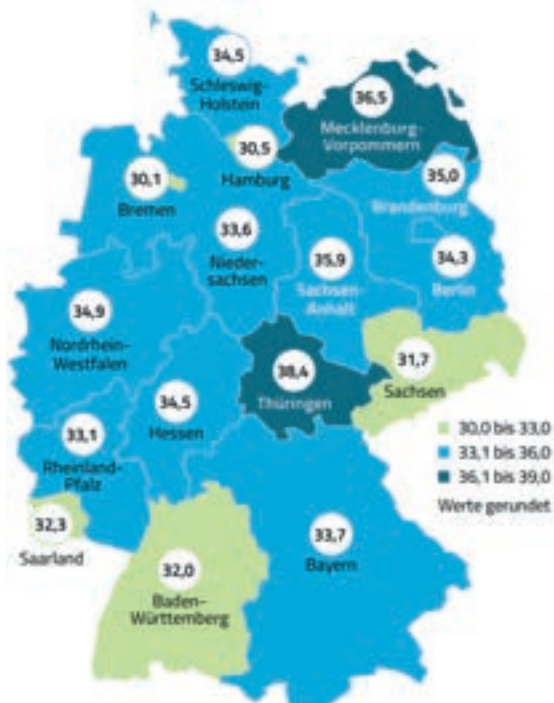 34,5
Schleswig-
Holstein
36,5
Mecklenburg-
Vorpommern
30,5
Hamburg
30,1
Bremen
35,0
Brandenburg
33,6
Nieder-
sachsen
35,9
Sachsen-
Anhalt
34,3
Berlin
34,9
Nordrhein-
Westfalen
38,4
Thüringen
31,7
Sachsen
34,5
Hessen
33,1
Rheinland-
Pfalz
30,0 bis 33,0
33,1 bis 36,0
36,1 bis 39,0
Werte gerundet
32,3
Saarland
33,7
Bayern
32,0
Baden-
Württemberg